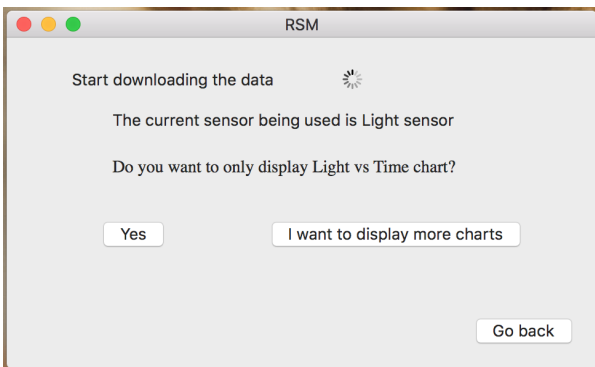 RSM
Start downloading the data
The current sensor being used is Light sensor
Do you want to only display Light vs Time chart?
Yes I want to display more charts
Go back